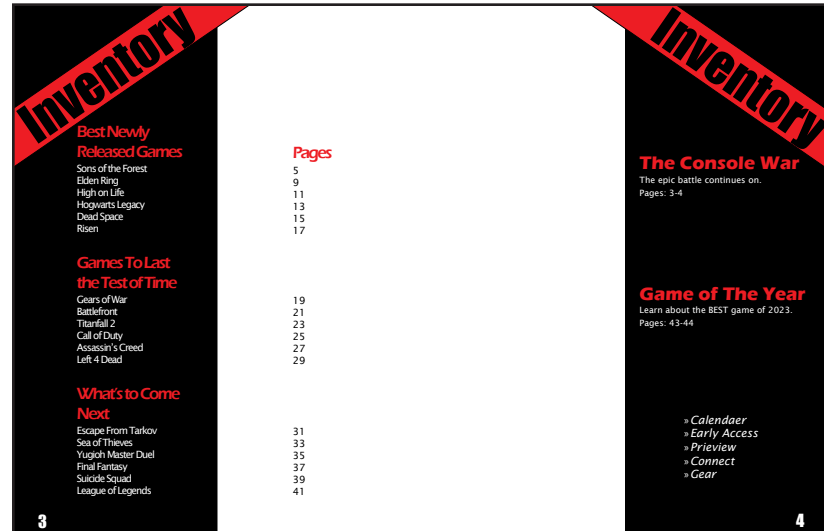 Inventory
Best Newly
Released Games
Pages
Sons of the Forest 5
Elden Ring 9
High on Life 11
Hogwarts Legacy 13
Dead Space 15
Risen 17
Games To Last
the Test of Time
Gears of War 19
Battlefront 21
Titanfall 2 23
Call of Duty 25
Assassin's Creed 27
Left 4 Dead 29
What's to Come
Next
Escape From Tarkov 31
Sea of Thieves 33
Yugioh Master Duel 35
Final Fantasy 37
Suicide Squad 39
League of Legends 41
3
Inventory
The Console War
The epic battle continues on.
Pages: 3-4
Game of The Year
Learn about the BEST game of 2023.
Pages: 43-44
» Calendaer
» Early Access
» Prieview
» Connect
» Gear
4